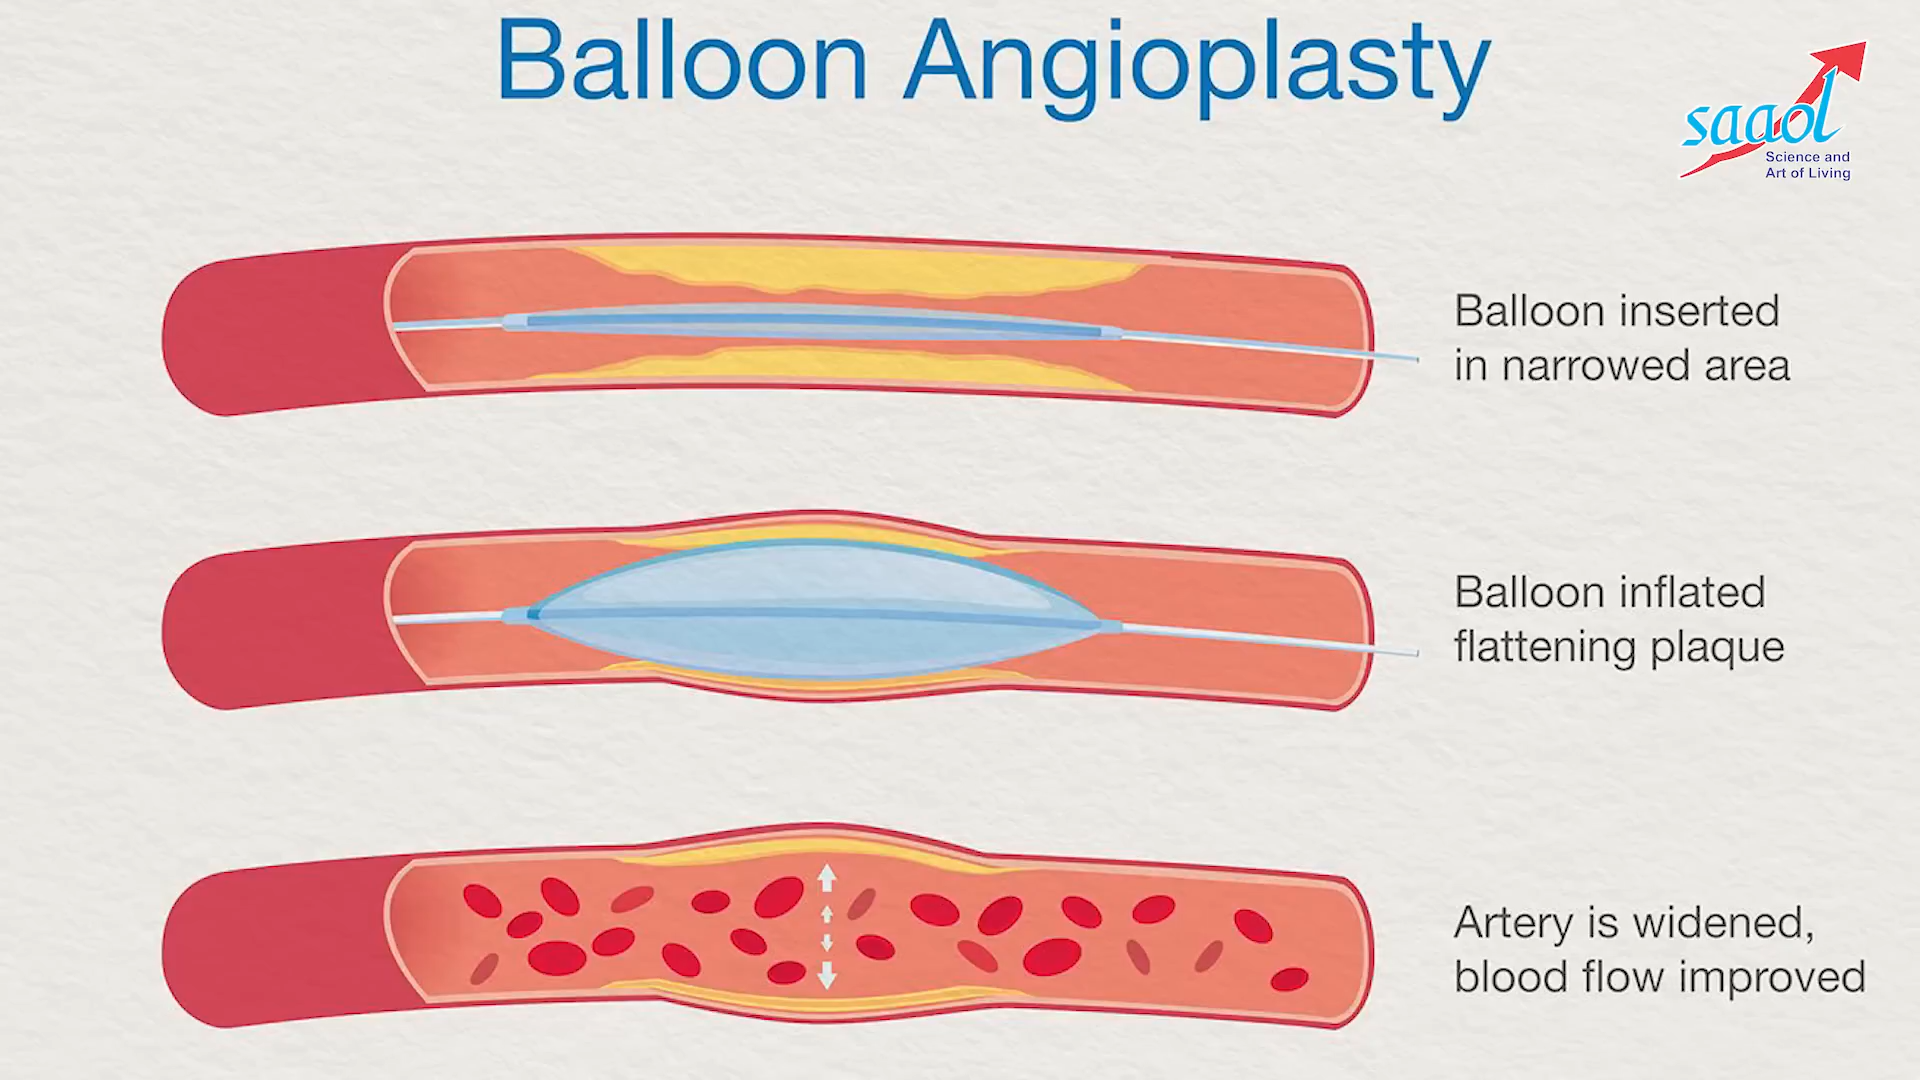 Balloon Angioplasty
saaol
Science and
Art of Living
Balloon inserted
in narrowed area
Balloon inflated
flattening plaque
Artery is widened,
blood flow improved